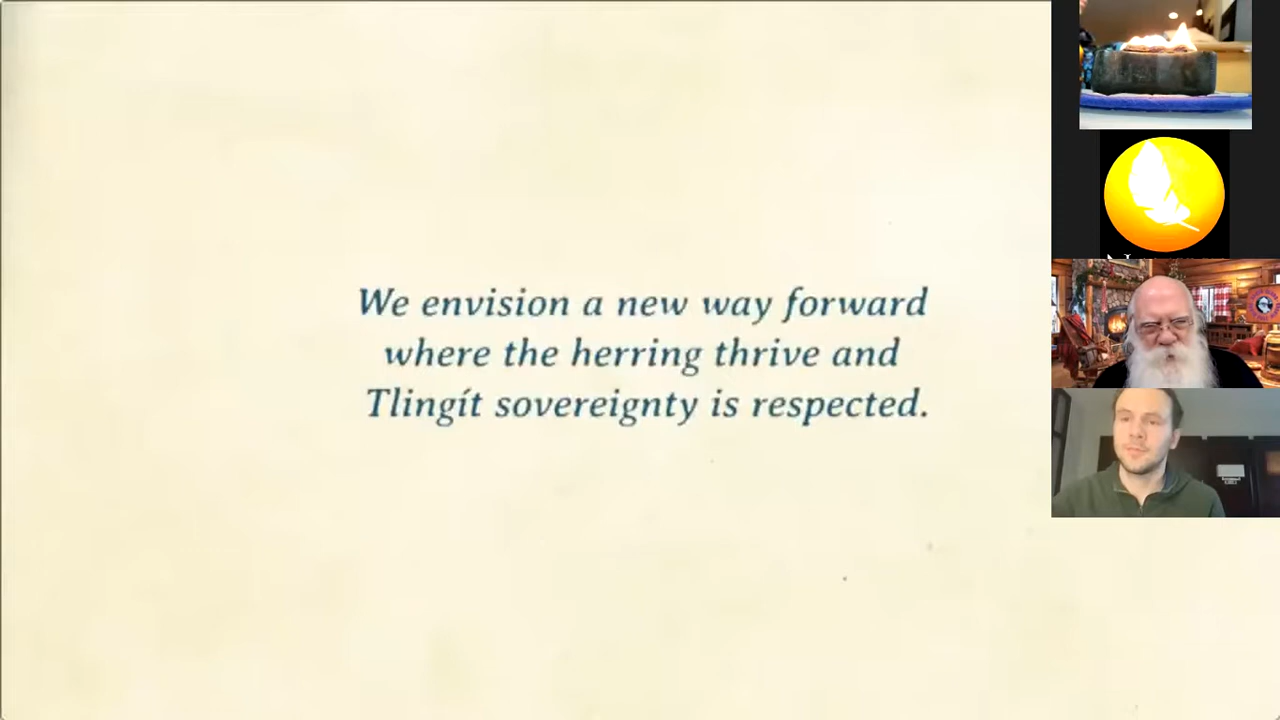 We envision a new way forward
where the herring thrive and
Tlingít sovereignty is respected.